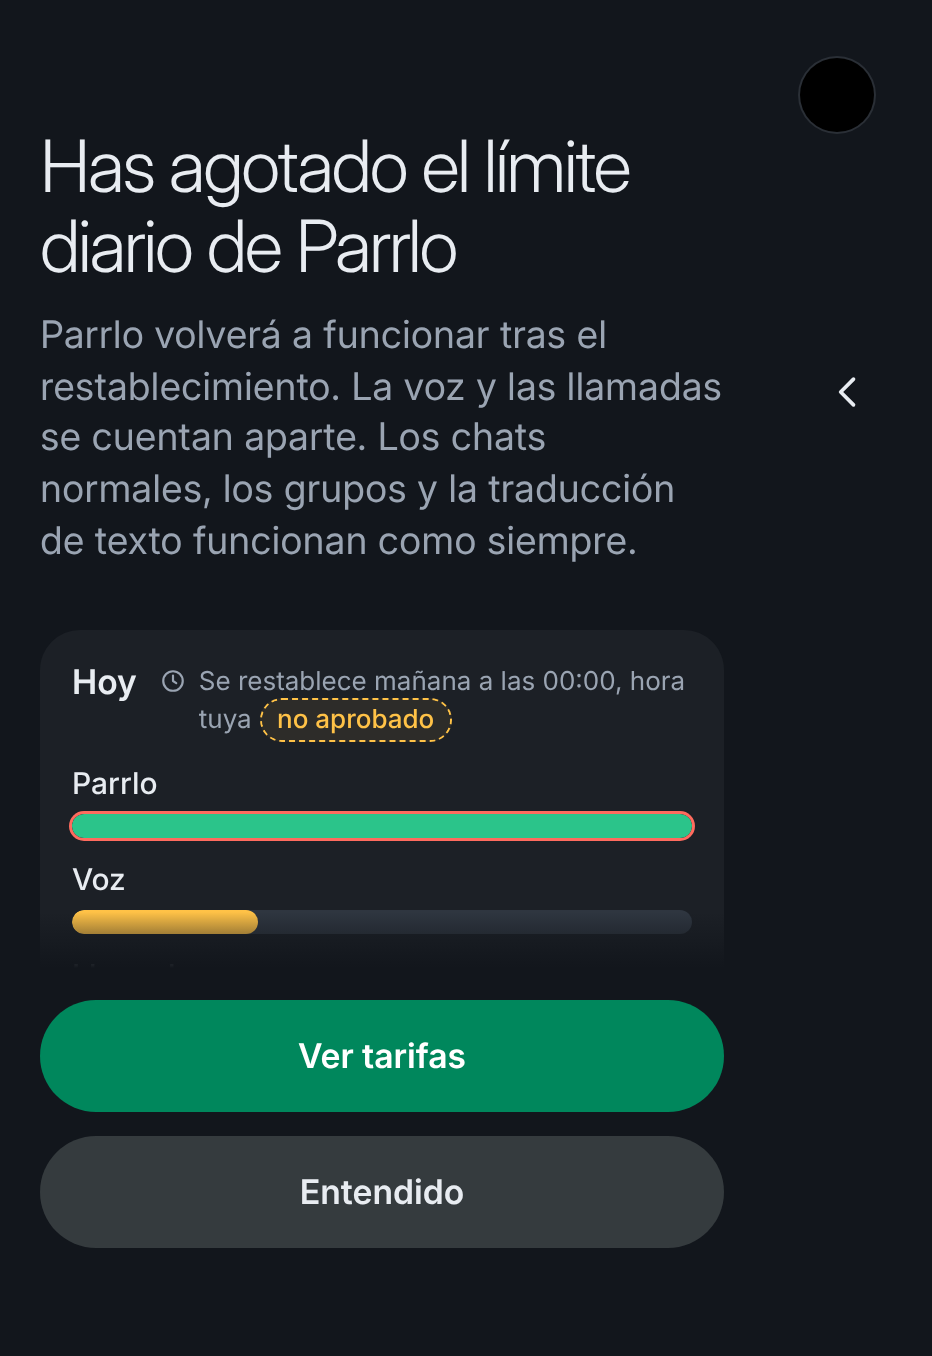 Has agotado el límite
diario de Parrlo
Parrlo volverá a funcionar tras el
restablecimiento. La voz y las llamadas
se cuentan aparte. Los chats
normales, los grupos y la traducción
de texto funcionan como siempre.
Hoy Se restablece mañana a las 00:00, hora
tuya no aprobado
Parrlo
Voz
Ver tarifas
Entendido